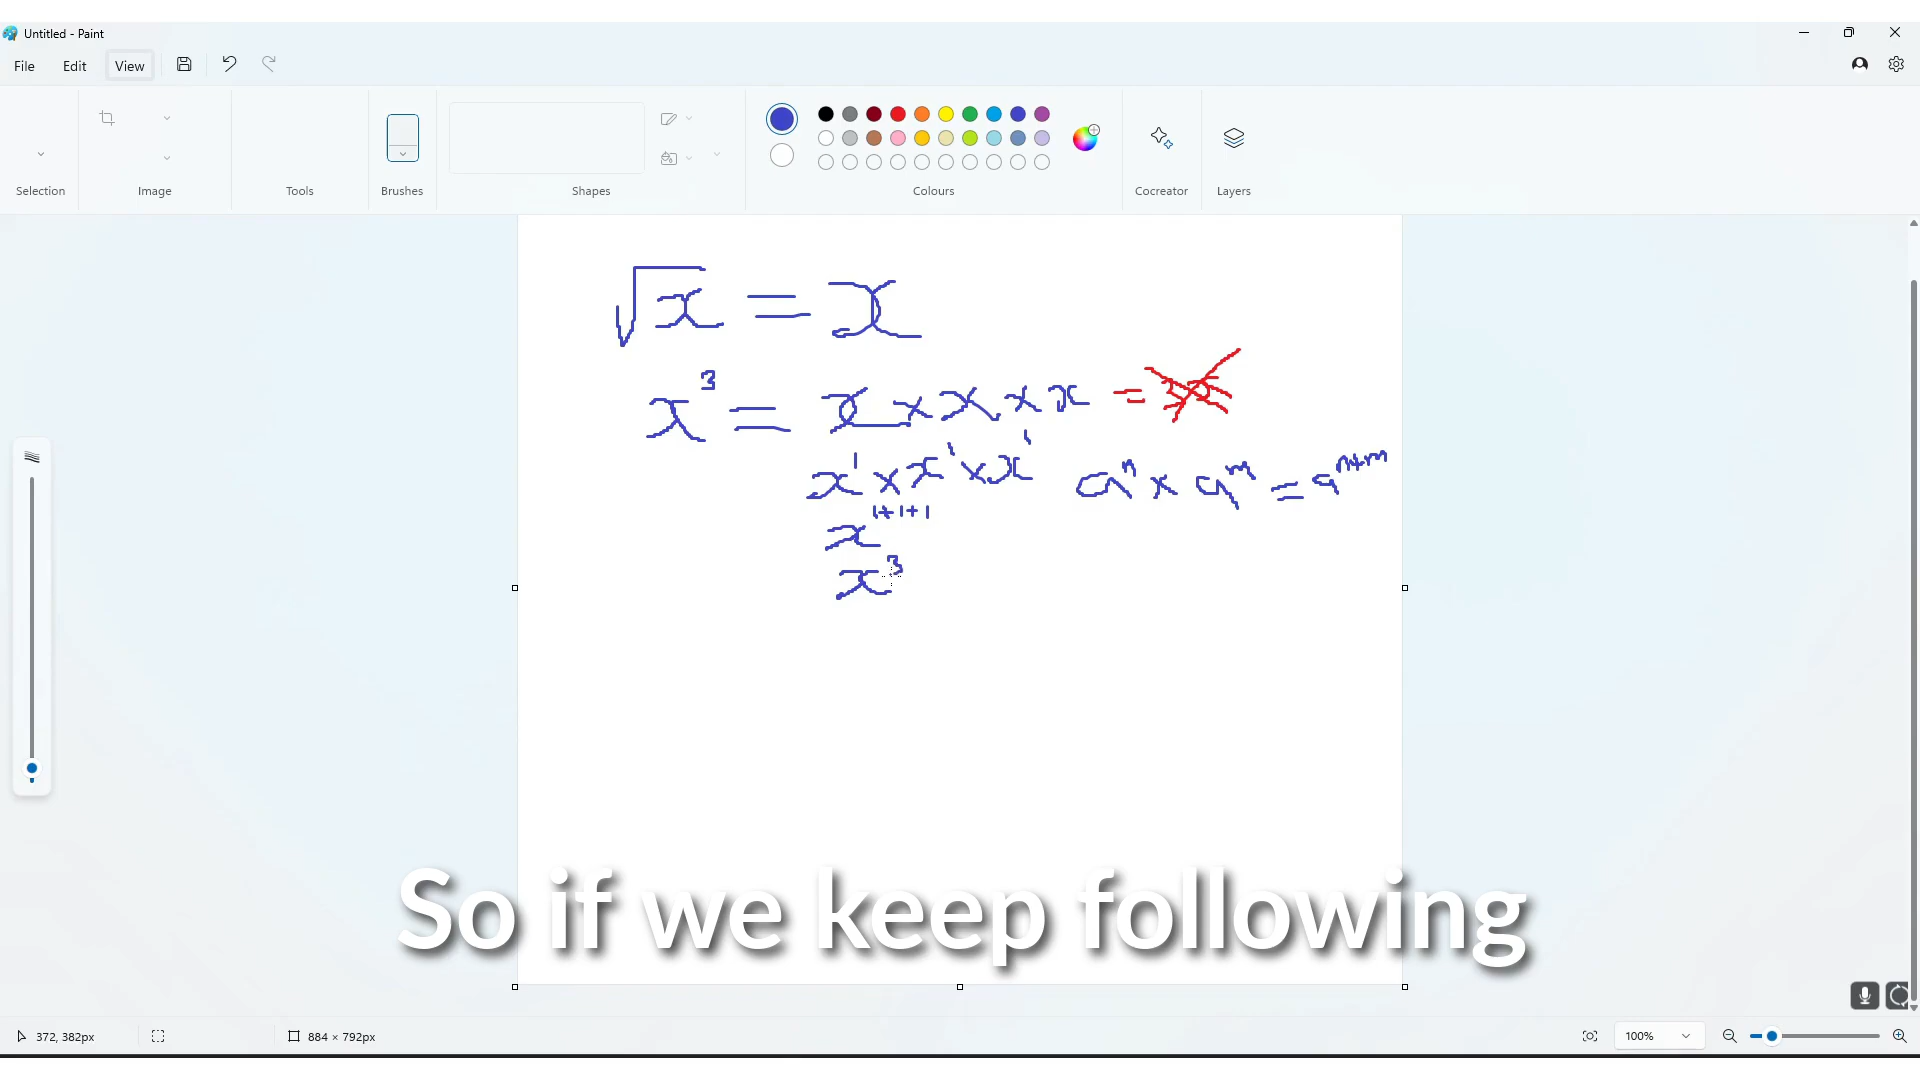 Untitled - Paint
File Edit View
Selection Image Tools Brushes Shapes Colours Cocreator Layers
√x = x
x³ = x × x × x =
x¹ × x¹ × x¹ aⁿ × aᵐ = aⁿ⁺ᵐ
x¹⁺¹⁺¹
x³
So if we keep following
372, 382px 884 × 792px 100%